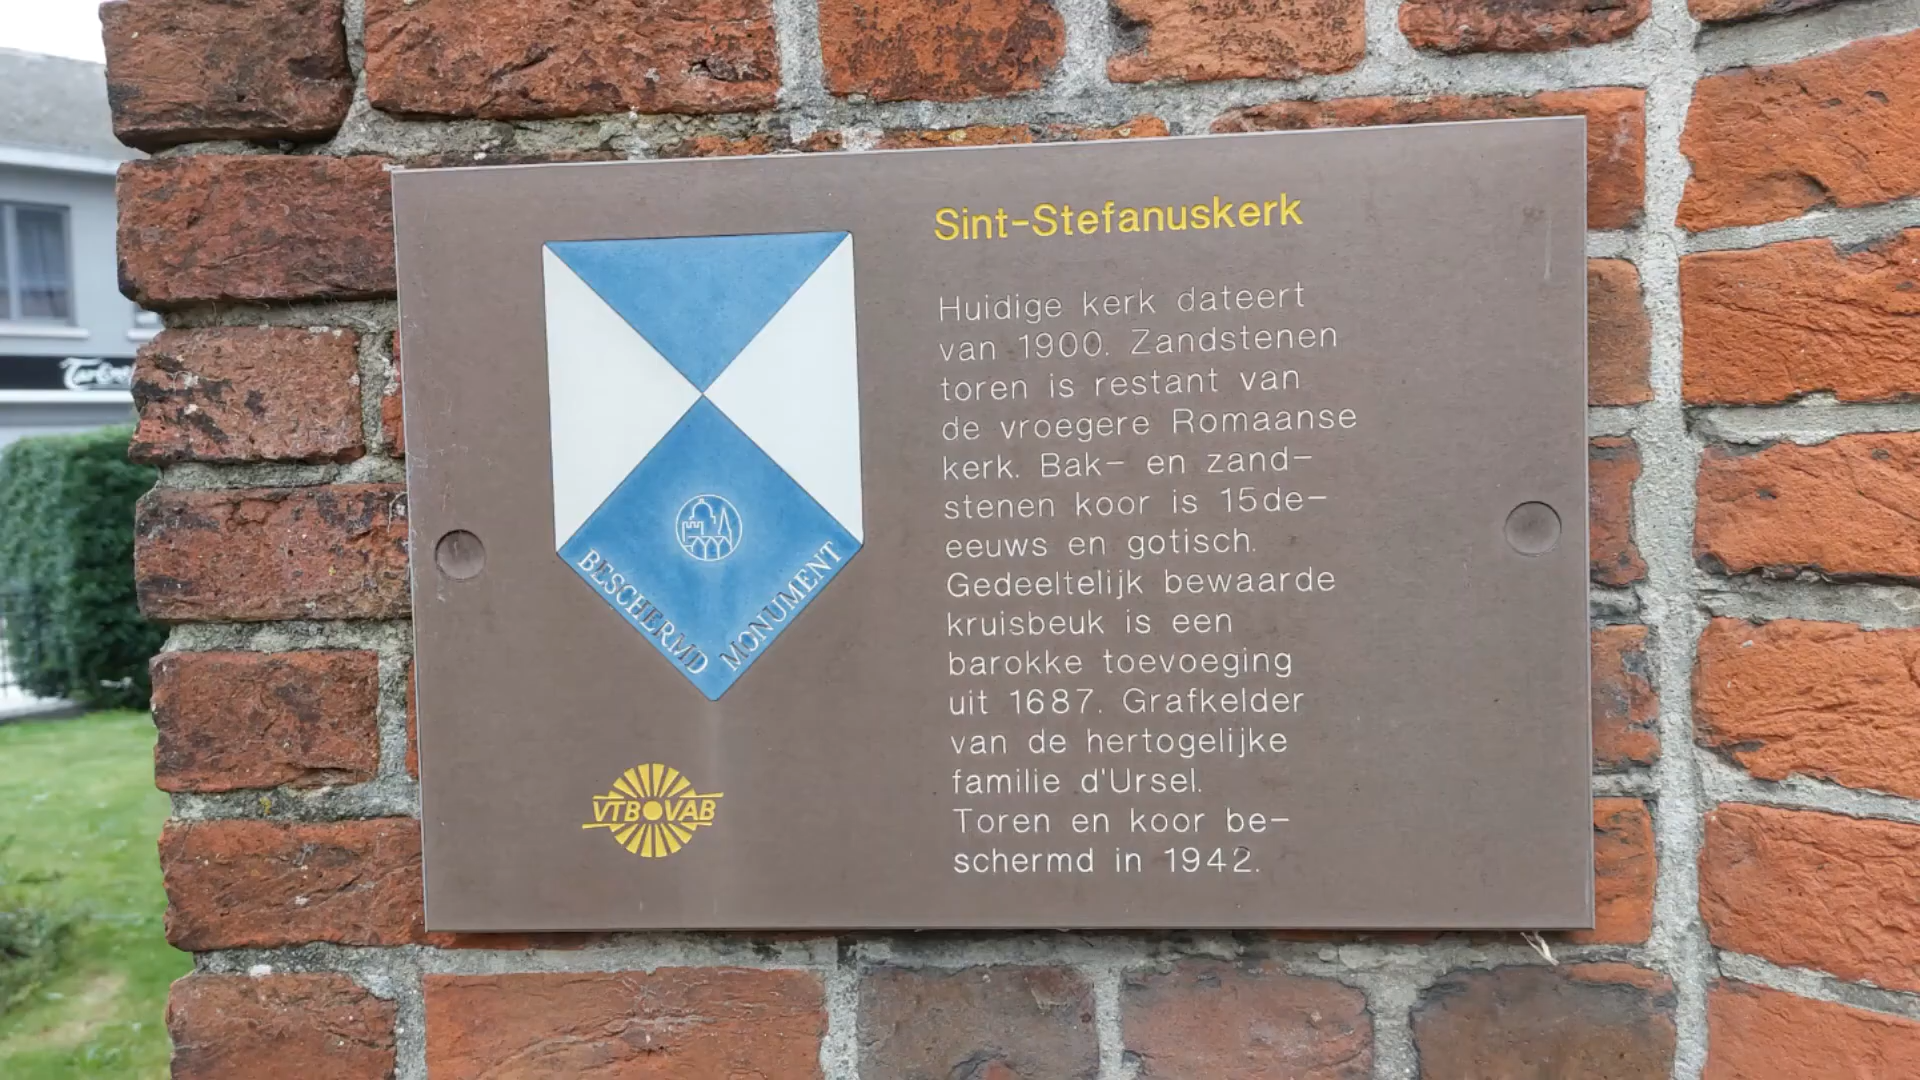 Sint-Stefanuskerk
Huidige kerk dateert
van 1900. Zandstenen
toren is restant van
de vroegere Romaanse
kerk. Bak- en zand-
stenen koor is 15de-
eeuws en gotisch.
Gedeeltelijk bewaarde
kruisbeuk is een
barokke toevoeging
uit 1687. Grafkelder
van de hertogelijke
familie d'Ursel.
Toren en koor be-
schermd in 1942.
BESCHERMD MONUMENT
VTB VAB